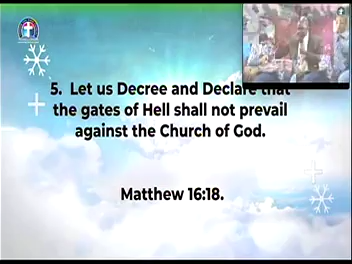 5. Let us Decree and Declare that
the gates of Hell shall not prevail
against the Church of God.
Matthew 16:18.